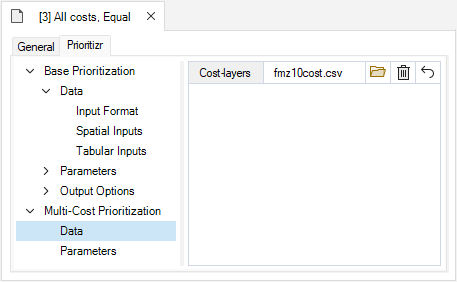 [3] All costs, Equal
General Prioritizr
Base Prioritization
Data
Input Format
Spatial Inputs
Tabular Inputs
Parameters
Output Options
Multi-Cost Prioritization
Data
Parameters
Cost-layers fmz10cost.csv